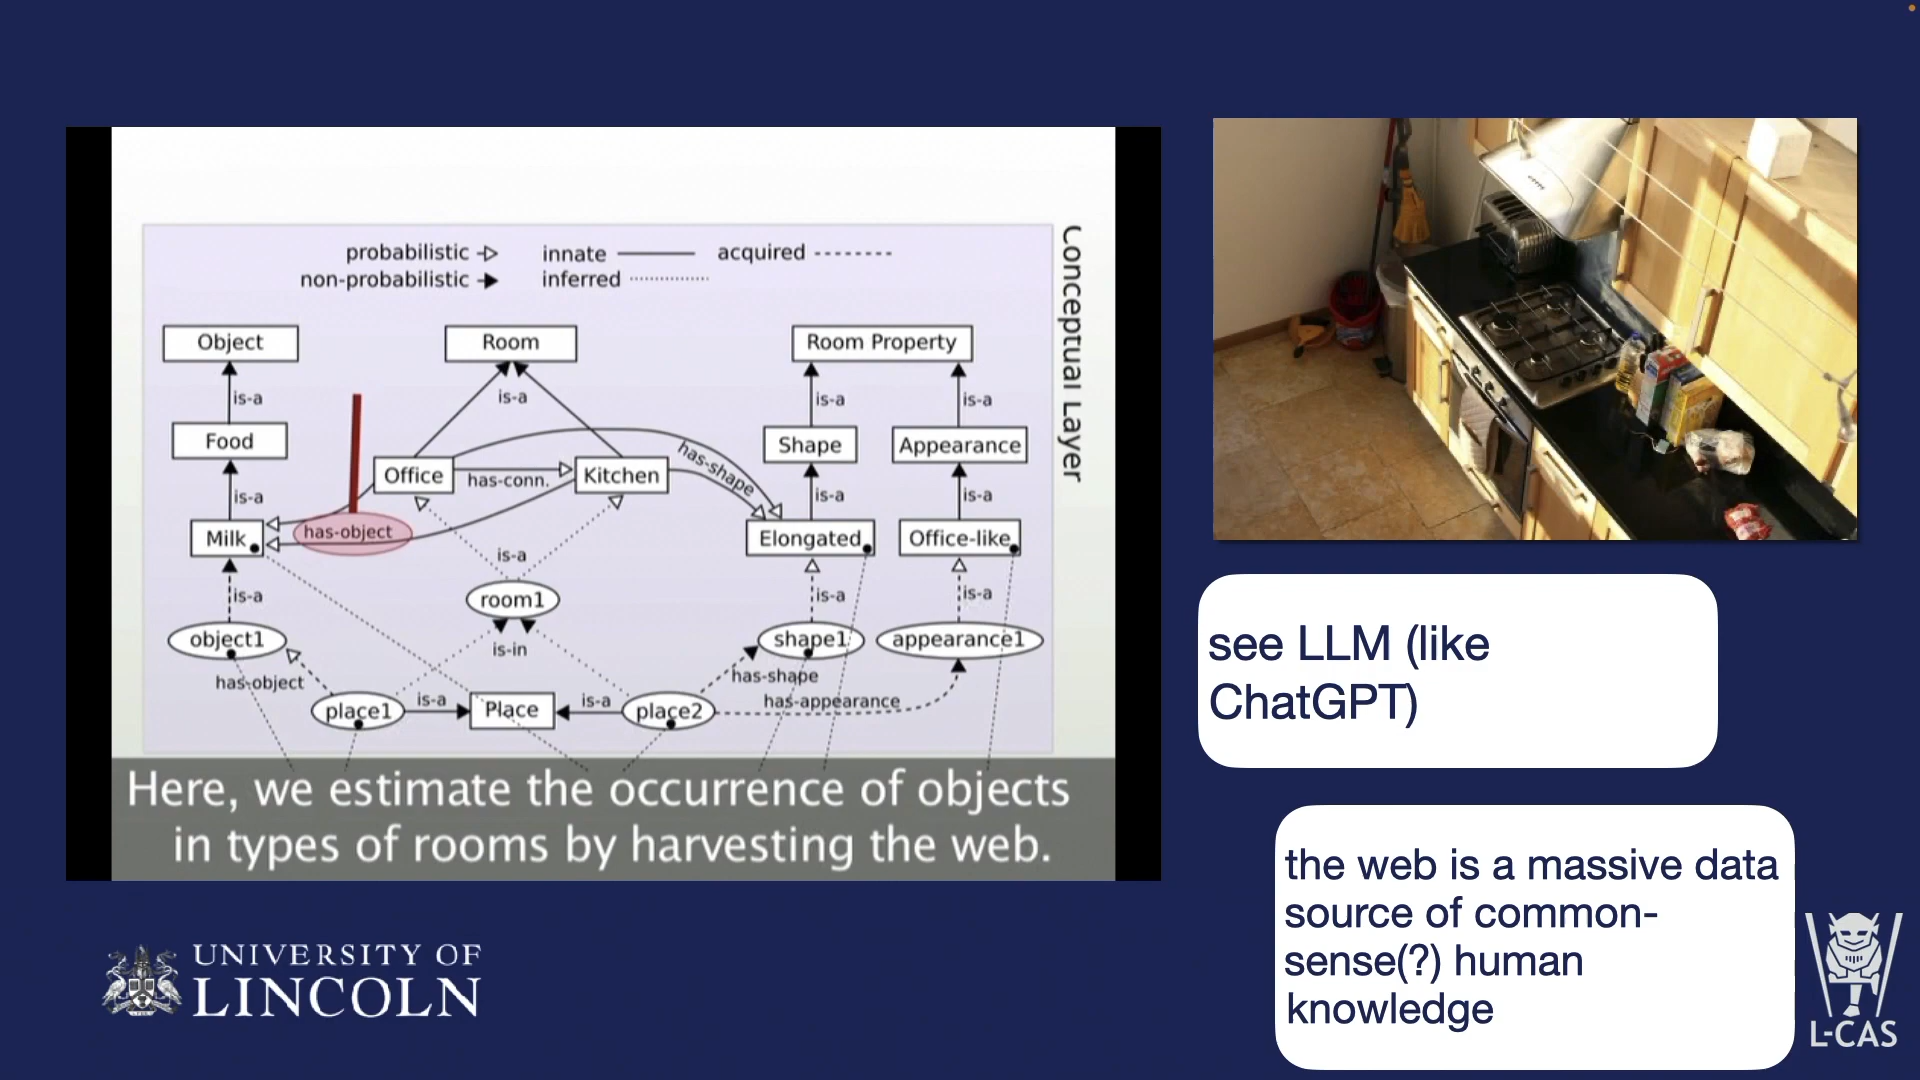 probabilistic
innate
acquired
non-probabilistic
inferred
Conceptual Layer
Object
Room
Room Property
is-a
is-a
is-a
is-a
Food
Shape
Appearance
Office
has-conn.
Kitchen
has-shape
is-a
is-a
is-a
Milk
has-object
Elongated
Office-like
is-a
is-a
is-a
is-a
room1
object1
is-in
shape1
appearance1
has-object
has-shape
place1
is-a
Place
is-a
place2
has-appearance
Here, we estimate the occurrence of objects
in types of rooms by harvesting the web.
see LLM (like
ChatGPT)
the web is a massive data
source of common-
sense(?) human
knowledge
UNIVERSITY OF
LINCOLN
L-CAS